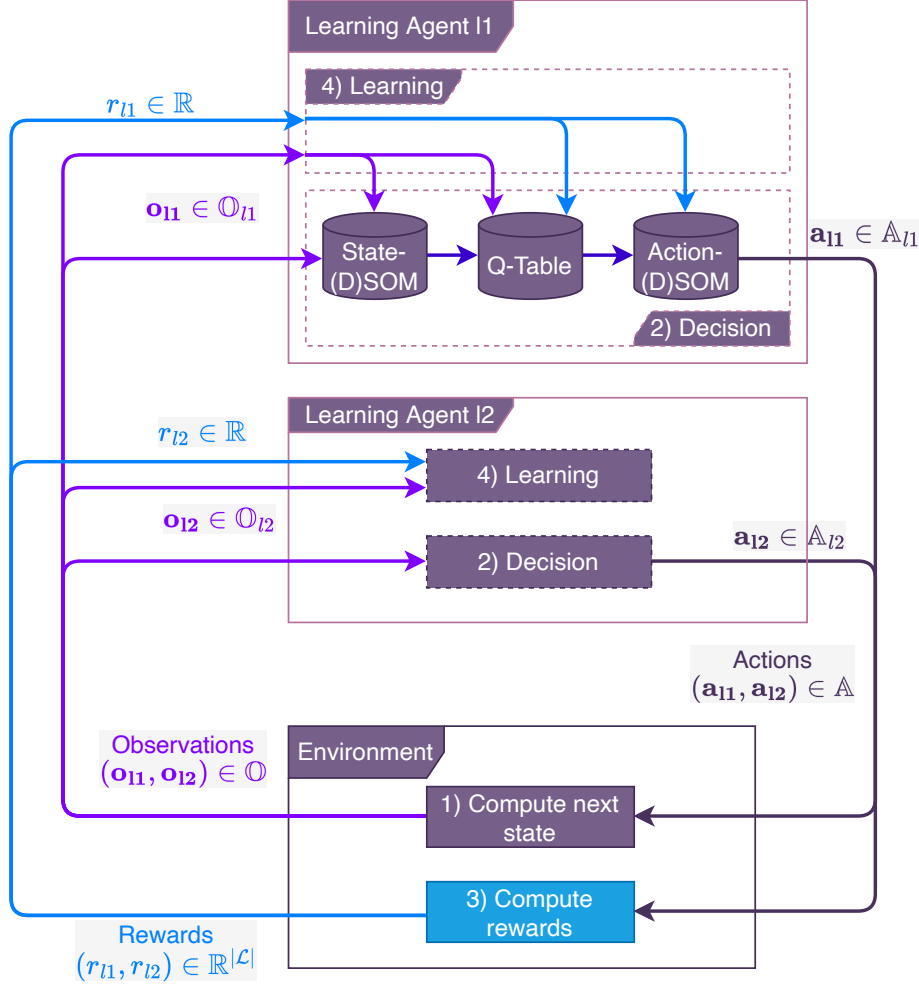 Learning Agent l1
4) Learning
r_{l1} ∈ ℝ
𝐨_{𝐥𝟏} ∈ 𝕆_{l1}
State-
(D)SOM
Q-Table
Action-
(D)SOM
𝐚_{𝐥𝟏} ∈ 𝔸_{l1}
2) Decision
Learning Agent l2
r_{l2} ∈ ℝ
4) Learning
𝐨_{𝐥𝟐} ∈ 𝕆_{l2}
2) Decision
𝐚_{𝐥𝟐} ∈ 𝔸_{l2}
Actions
(𝐚_{𝐥𝟏}, 𝐚_{𝐥𝟐}) ∈ 𝔸
Observations
(𝐨_{𝐥𝟏}, 𝐨_{𝐥𝟐}) ∈ 𝕆
Environment
1) Compute next
state
3) Compute
rewards
Rewards
(r_{l1}, r_{l2}) ∈ ℝ^{|ℒ|}